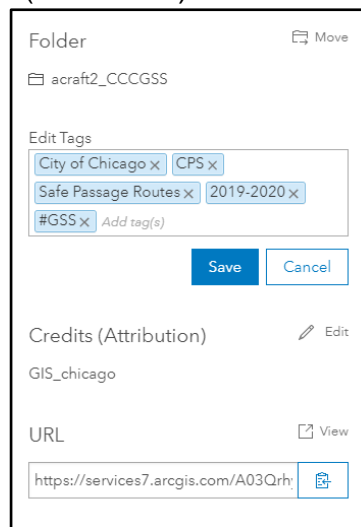 Folder Move
acraft2_CCCGSS
Edit Tags
City of Chicago x CPS x
Safe Passage Routes x 2019-2020 x
#GSS x Add tag(s)
Save Cancel
Credits (Attribution) Edit
GIS_chicago
URL View
https://services7.arcgis.com/A03Qrh